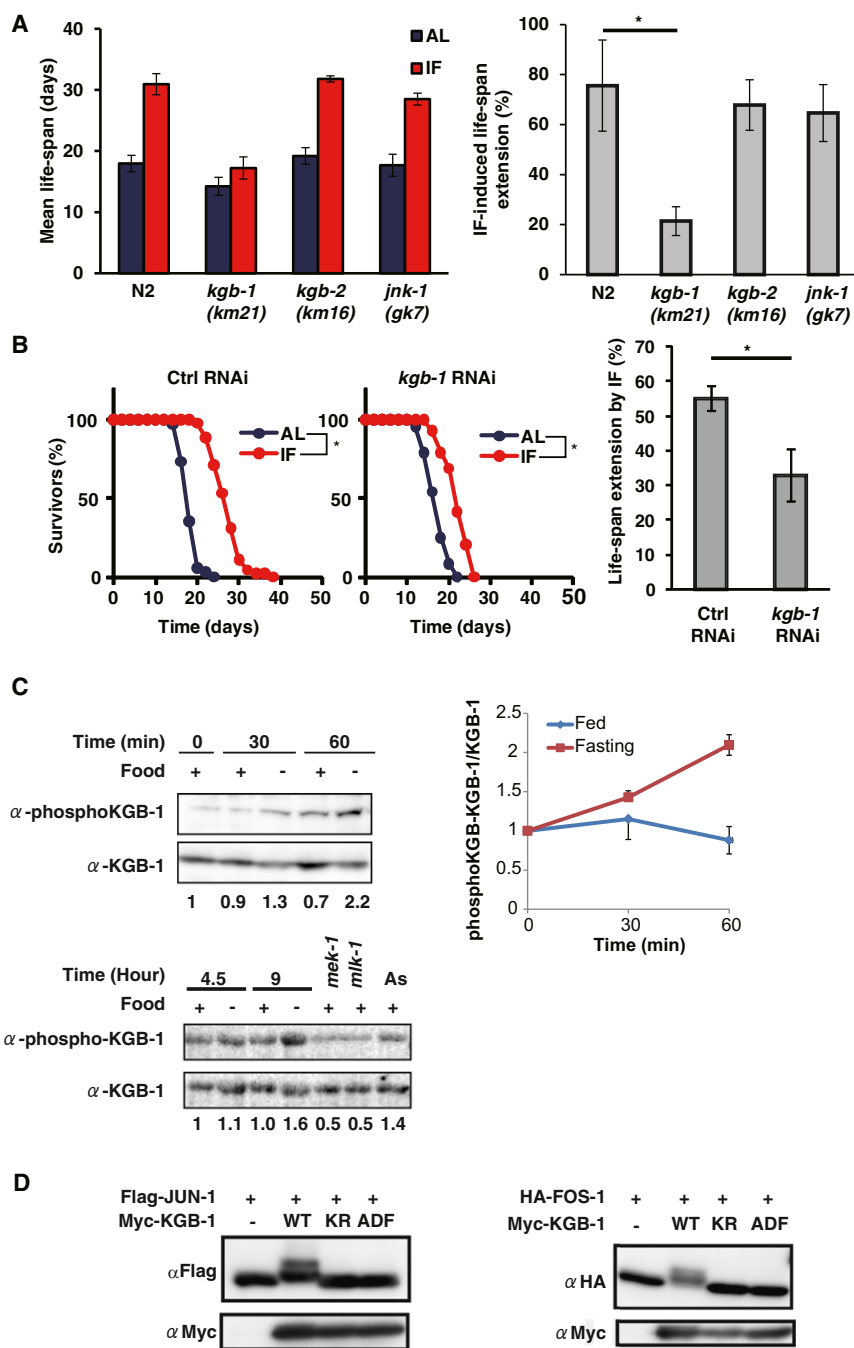 A
Mean life-span (days)
40
30
20
10
0
AL
IF
N2
kgb-1
(km21)
kgb-2
(km16)
jnk-1
(gk7)
IF-induced life-span
extension (%)
100
80
60
40
20
0
*
N2
kgb-1
(km21)
kgb-2
(km16)
jnk-1
(gk7)
B
Ctrl RNAi
Survivors (%)
100
50
0
AL
IF
*
0 10 20 30 40 50
Time (days)
kgb-1 RNAi
100
50
0
AL
IF
*
0 10 20 30 40 50
Time (days)
Life-span extension by IF (%)
70
60
50
40
30
20
10
0
*
Ctrl
RNAi
kgb-1
RNAi
C
Time (min) 0 30 60
Food + + - + -
α-phosphoKGB-1
α-KGB-1
1 0.9 1.3 0.7 2.2
phosphoKGB-KGB-1/KGB-1
2.5
2
1.5
1
0.5
0
Fed
Fasting
0 30 60
Time (min)
Time (Hour) 4.5 9 mek-1 mlk-1 As
Food + - + - + + +
α-phospho-KGB-1
α-KGB-1
1 1.1 1.0 1.6 0.5 0.5 1.4
D
Flag-JUN-1 + + + +
Myc-KGB-1 - WT KR ADF
αFlag
α Myc
HA-FOS-1 + + + +
Myc-KGB-1 - WT KR ADF
α HA
α Myc